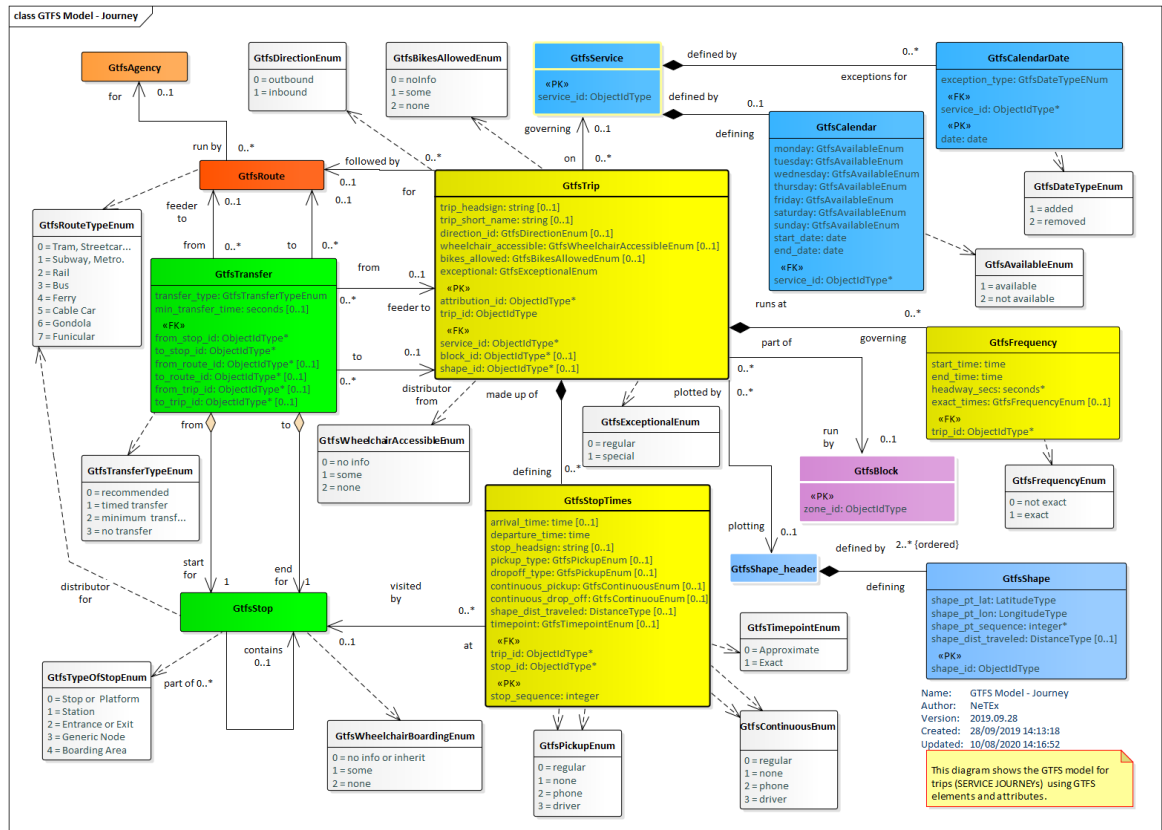 class GTFS Model - Journey
GtfsAgency
for
0..1
run by
0..*
GtfsDirectionEnum
0 = outbound
1 = inbound
GtfsBikesAllowedEnum
0 = noInfo
1 = some
2 = none
GtfsService
«PK»
service_id: ObjectIdType
defined by
0..*
exceptions for
defined by
0..1
defining
GtfsCalendarDate
exception_type: GtfsDateTypeENum
«FK»
service_id: ObjectIdType*
«PK»
date: date
GtfsCalendar
monday: GtfsAvailableEnum
tuesday: GtfsAvailableEnum
wednesday: GtfsAvailableEnum
thursday: GtfsAvailableEnum
friday: GtfsAvailableEnum
saturday: GtfsAvailableEnum
sunday: GtfsAvailableEnum
start_date: date
end_date: date
«FK»
service_id: ObjectIdType*
GtfsDateTypeEnum
1 = added
2 = removed
GtfsAvailableEnum
1 = available
2 = not available
governing
0..1
on
0..*
GtfsRoute
followed by
0..*
0..1
for
feeder
to
0..1
0..1
from
0..*
to
0..*
GtfsRouteTypeEnum
0 = Tram, Streetcar...
1 = Subway, Metro.
2 = Rail
3 = Bus
4 = Ferry
5 = Cable Car
6 = Gondola
7 = Funicular
GtfsTrip
trip_headsign: string [0..1]
trip_short_name: string [0..1]
direction_id: GtfsDirectionEnum [0..1]
wheelchair_accessible: GtfsWheelchairAccessibleEnum [0..1]
bikes_allowed: GtfsBikesAllowedEnum [0..1]
exceptional: GtfsExceptionalEnum
«PK»
attribution_id: ObjectIdType*
trip_id: ObjectIdType
«FK»
service_id: ObjectIdType*
block_id: ObjectIdType* [0..1]
shape_id: ObjectIdType* [0..1]
GtfsTransfer
transfer_type: GtfsTransferTypeEnum
min_transfer_time: seconds [0..1]
«FK»
from_stop_id: ObjectIdType*
to_stop_id: ObjectIdType*
from_route_id: ObjectIdType* [0..1]
to_route_id: ObjectIdType* [0..1]
from_trip_id: ObjectIdType* [0..1]
to_trip_id: ObjectIdType* [0..1]
from
0..1
0..*
feeder to
to
0..1
0..*
distributor
from
runs at
0..*
governing
GtfsFrequency
start_time: time
end_time: time
headway_secs: seconds*
exact_times: GtfsFrequencyEnum [0..1]
«FK»
trip_id: ObjectIdType*
part of
0..*
plotted by
0..*
run
by
0..1
GtfsBlock
«PK»
zone_id: ObjectIdType
GtfsFrequencyEnum
0 = not exact
1 = exact
made up of
defining
0..*
GtfsExceptionalEnum
0 = regular
1 = special
GtfsWheelchairAccessibleEnum
0 = no info
1 = some
2 = none
from
to
GtfsTransferTypeEnum
0 = recommended
1 = timed transfer
2 = minimum transf...
3 = no transfer
start
for
1
end
for
1
distributor
for
GtfsStop
contains
0..1
part of 0..*
visited
by
0..*
0..1
at
GtfsStopTimes
arrival_time: time [0..1]
departure_time: time
stop_headsign: string [0..1]
pickup_type: GtfsPickupEnum [0..1]
dropoff_type: GtfsPickupEnum [0..1]
continuous_pickup: GtfsContinuousEnum [0..1]
continuous_drop_off: GtfsContinuouEnum [0..1]
shape_dist_traveled: DistanceType [0..1]
timepoint: GtfsTimepointEnum [0..1]
«FK»
trip_id: ObjectIdType*
stop_id: ObjectIdType*
«PK»
stop_sequence: integer
plotting
0..1
GtfsShape_header
defined by
2..* {ordered}
defining
GtfsShape
shape_pt_lat: LatitudeType
shape_pt_lon: LongitudeType
shape_pt_sequence: integer*
shape_dist_traveled: DistanceType [0..1]
«PK»
shape_id: ObjectIdType
GtfsTimepointEnum
0 = Approximate
1 = Exact
GtfsTypeOfStopEnum
0 = Stop or Platform
1 = Station
2 = Entrance or Exit
3 = Generic Node
4 = Boarding Area
GtfsWheelchairBoardingEnum
0 = no info or inherit
1 = some
2 = none
GtfsPickupEnum
0 = regular
1 = none
2 = phone
3 = driver
GtfsContinuousEnum
0 = regular
1 = none
2 = phone
3 = driver
Name: GTFS Model - Journey
Author: NeTEx
Version: 2019.09.28
Created: 28/09/2019 14:13:18
Updated: 10/08/2020 14:16:52
This diagram shows the GTFS model for
trips (SERVICE JOURNEYs) using GTFS
elements and attributes.